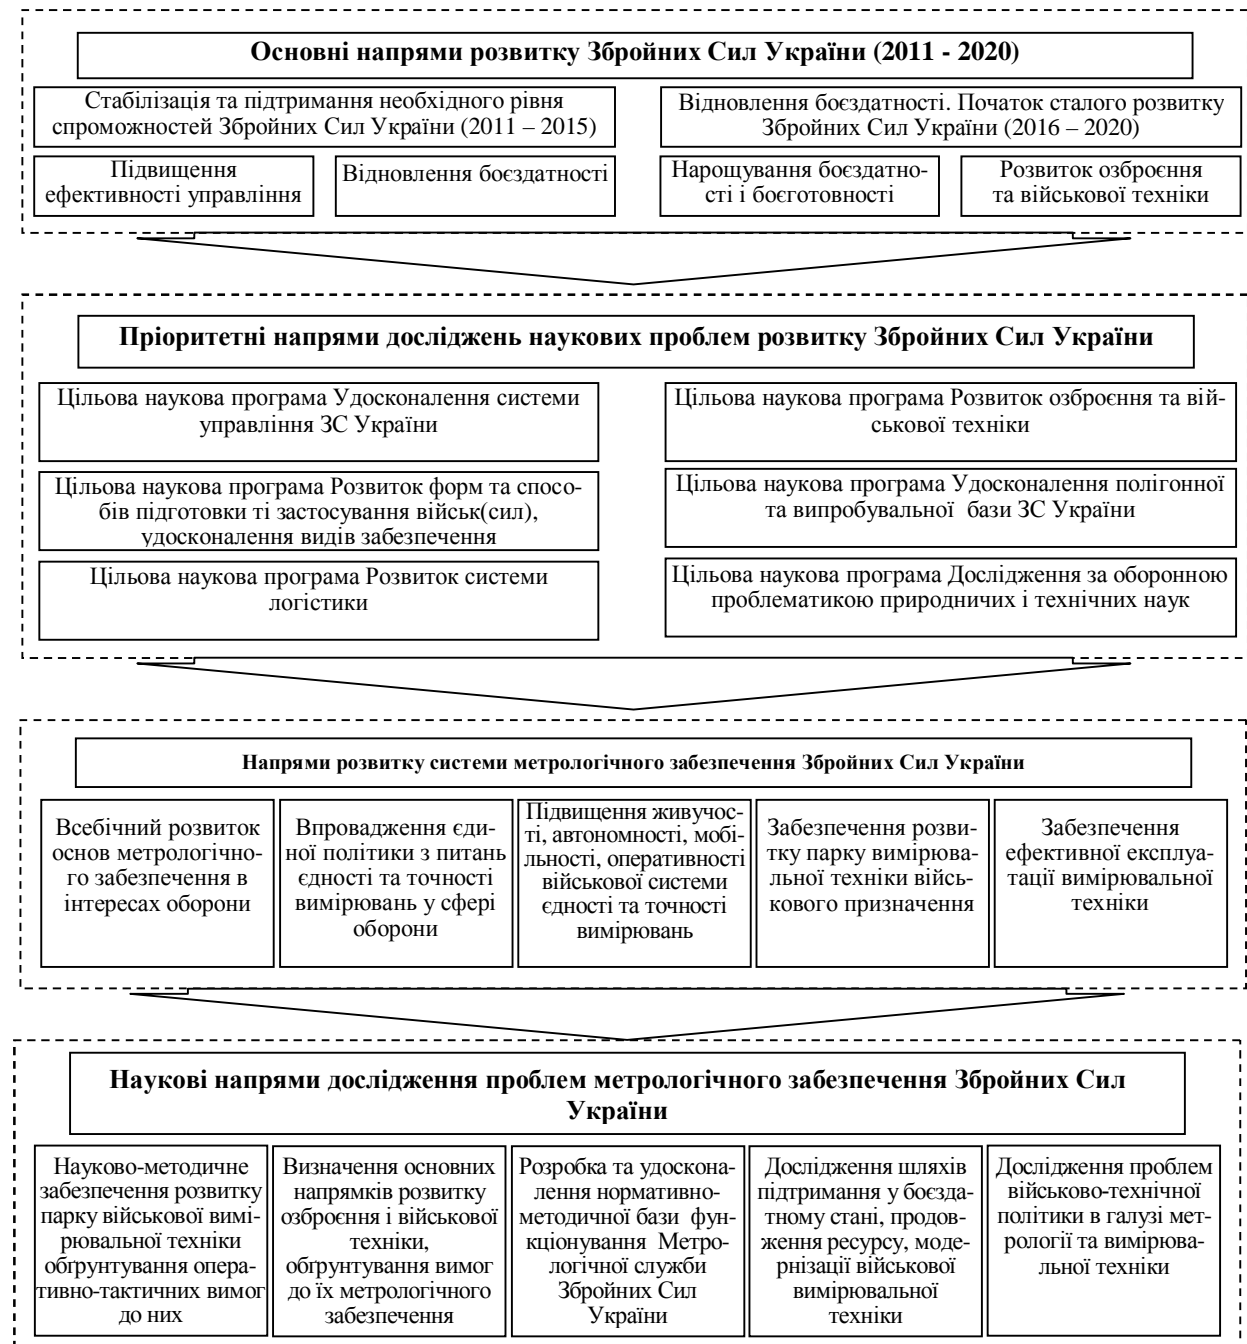 Основні напрями розвитку Збройних Сил України (2011 - 2020)
Стабілізація та підтримання необхідного рівня
спроможностей Збройних Сил України (2011 – 2015)
Відновлення боєздатності. Початок сталого розвитку
Збройних Сил України (2016 – 2020)
Підвищення
ефективності управління
Відновлення боєздатності
Нарощування боєздатно-
сті і боєготовності
Розвиток озброєння
та військової техніки
Пріоритетні напрями досліджень наукових проблем розвитку Збройних Сил України
Цільова наукова програма Удосконалення системи
управління ЗС України
Цільова наукова програма Розвиток озброєння та вій-
ськової техніки
Цільова наукова програма Розвиток форм та спосо-
бів підготовки ті застосування військ(сил),
удосконалення видів забезпечення
Цільова наукова програма Удосконалення полігонної
та випробувальної бази ЗС України
Цільова наукова програма Розвиток системи
логістики
Цільова наукова програма Дослідження за оборонною
проблематикою природничих і технічних наук
Напрями розвитку системи метрологічного забезпечення Збройних Сил України
Всебічний розвиток
основ метрологічно-
го забезпечення в
інтересах оборони
Впровадження єди-
ної політики з питань
єдності та точності
вимірювань у сфері
оборони
Підвищення живучос-
ті, автономності, мобі-
льності, оперативності
військової системи
єдності та точності
вимірювань
Забезпечення розви-
тку парку вимірюва-
льної техніки війсь-
кового призначення
Забезпечення
ефективної експлуа-
тації вимірювальної
техніки
Наукові напрями дослідження проблем метрологічного забезпечення Збройних Сил
України
Науково-методичне
забезпечення розвитку
парку військової вимі-
рювальної техніки
обґрунтування опера-
тивно-тактичних вимог
до них
Визначення основних
напрямків розвитку
озброєння і військової
техніки,
обґрунтування вимог
до їх метрологічного
забезпечення
Розробка та удоскона-
лення нормативно-
методичної бази фун-
кціонування Метро-
логічної служби
Збройних Сил
України
Дослідження шляхів
підтримання у боєзда-
тному стані, продов-
ження ресурсу, моде-
рнізації військової
вимірювальної
техніки
Дослідження проблем
військово-технічної
політики в галузі мет-
рології та вимірюва-
льної техніки